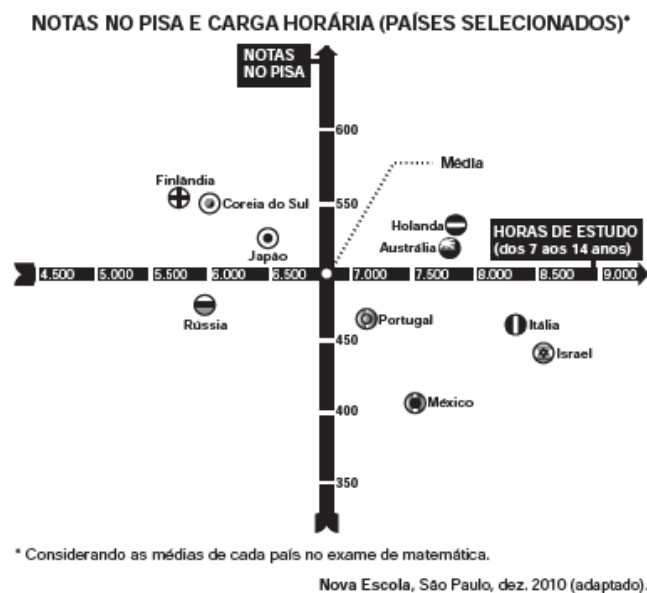 NOTAS NO PISA E CARGA HORÁRIA (PAÍSES SELECIONADOS)*
NOTAS
NO PISA
600
Média
Finlândia
550
Coreia do Sul
Holanda
HORAS DE ESTUDO
(dos 7 aos 14 anos)
Japão
Austrália
4.500 5.000 5.500 6.000 6.500 7.000 7.500 8.000 8.500 9.000
Rússia
Portugal
Itália
450
Israel
México
400
350
* Considerando as médias de cada país no exame de matemática.
Nova Escola, São Paulo, dez. 2010 (adaptado).